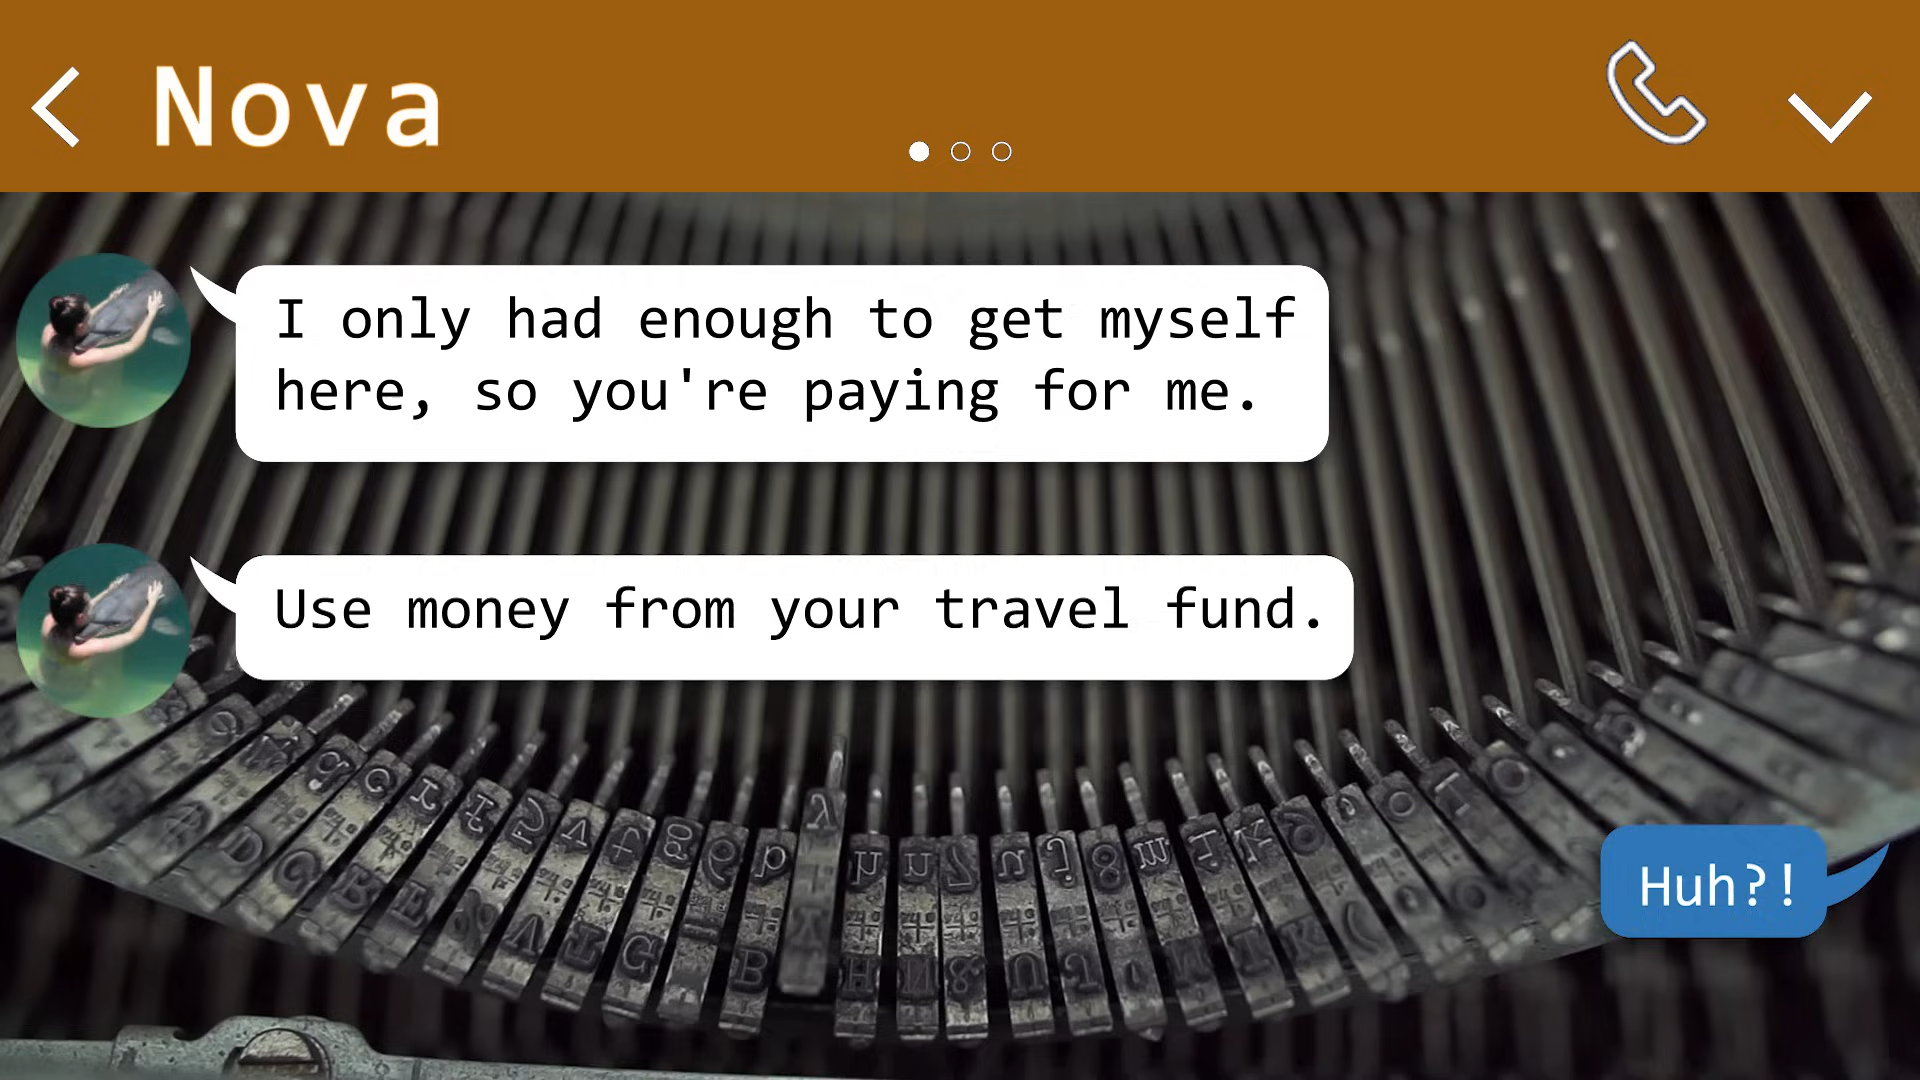 Nova
I only had enough to get myself
here, so you're paying for me.
Use money from your travel fund.
Huh?!